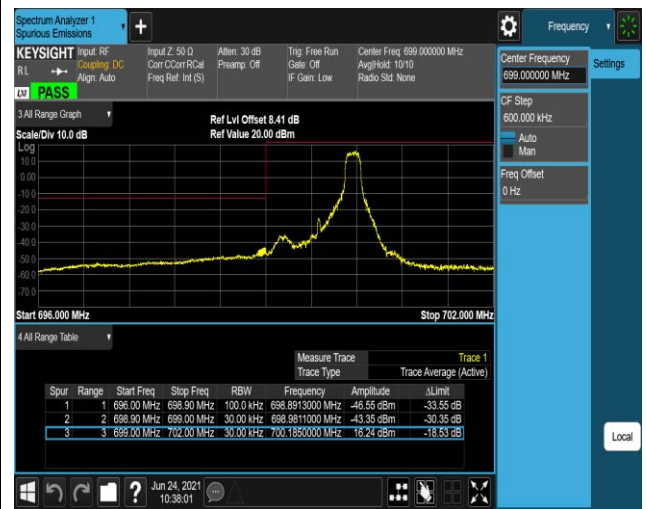 Spectrum Analyzer 1
Spurious Emissions
+
Frequency
KEYSIGHT Input: RF Input Z: 50 Ω Atten: 30 dB Trig: Free Run Center Freq: 699.000000 MHz
RL Coupling: DC Corr CCorr RCal Preamp: Off Gate: Off Avg|Hold: 10/10
Align: Auto Freq Ref: Int (S) IF Gain: Low Radio Std: None
LXI PASS
Center Frequency
699.000000 MHz
Settings
CF Step
600.000 kHz
Auto
Man
Freq Offset
0 Hz
3 All Range Graph
Ref Lvl Offset 8.41 dB
Scale/Div 10.0 dB Ref Value 20.00 dBm
Log
10.0
0.00
-10.0
-20.0
-30.0
-40.0
-50.0
-60.0
-70.0
Start 696.000 MHz Stop 702.000 MHz
4 All Range Table
Measure Trace Trace 1
Trace Type Trace Average (Active)
Spur Range Start Freq Stop Freq RBW Frequency Amplitude ΔLimit
1 1 696.00 MHz 698.90 MHz 100.0 kHz 698.8913000 MHz -46.55 dBm -33.55 dB
2 2 698.90 MHz 699.00 MHz 30.00 kHz 698.9811000 MHz -43.35 dBm -30.35 dB
3 3 699.00 MHz 702.00 MHz 30.00 kHz 700.1850000 MHz 16.24 dBm -18.53 dB
Local
? Jun 24, 2021
10:38:01